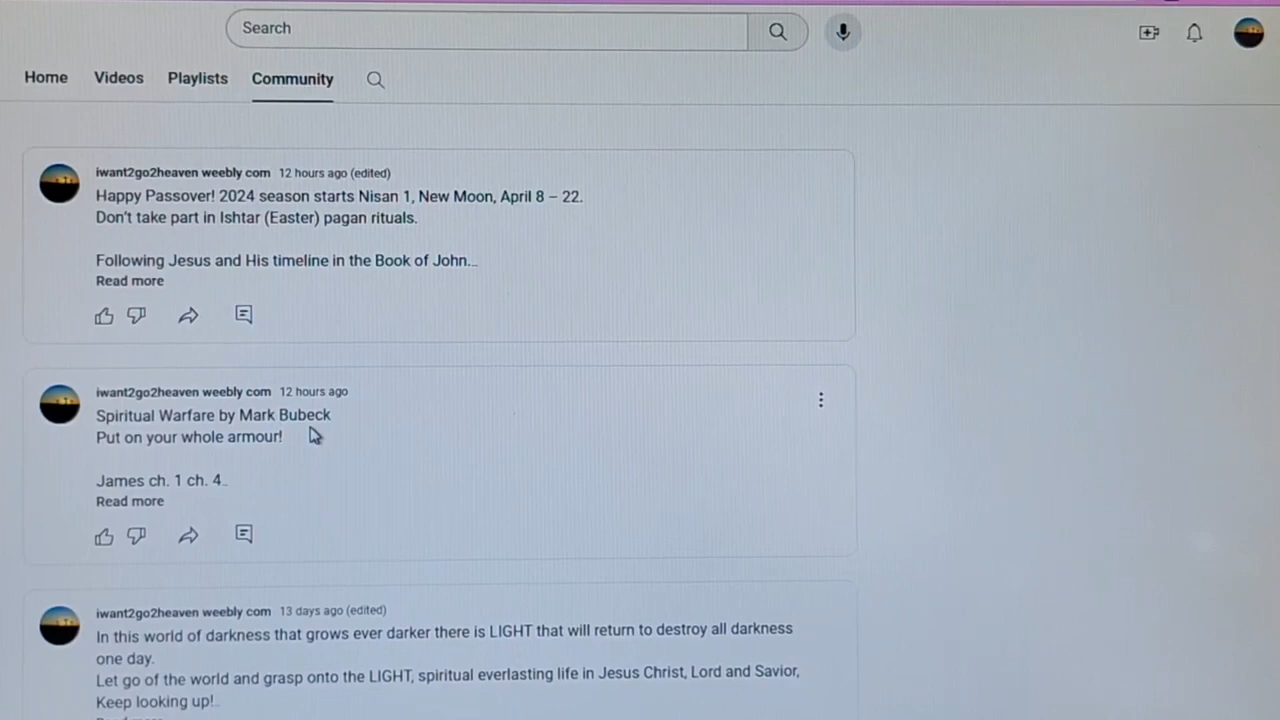 Search
Home Videos Playlists Community
iwant2go2heaven weebly com 12 hours ago (edited)
Happy Passover! 2024 season starts Nisan 1, New Moon, April 8 – 22.
Don't take part in Ishtar (Easter) pagan rituals.
Following Jesus and His timeline in the Book of John...
Read more
iwant2go2heaven weebly com 12 hours ago
Spiritual Warfare by Mark Bubeck
Put on your whole armour!
James ch. 1 ch. 4...
Read more
iwant2go2heaven weebly com 13 days ago (edited)
In this world of darkness that grows ever darker there is LIGHT that will return to destroy all darkness
one day.
Let go of the world and grasp onto the LIGHT, spiritual everlasting life in Jesus Christ, Lord and Savior,
Keep looking up!...